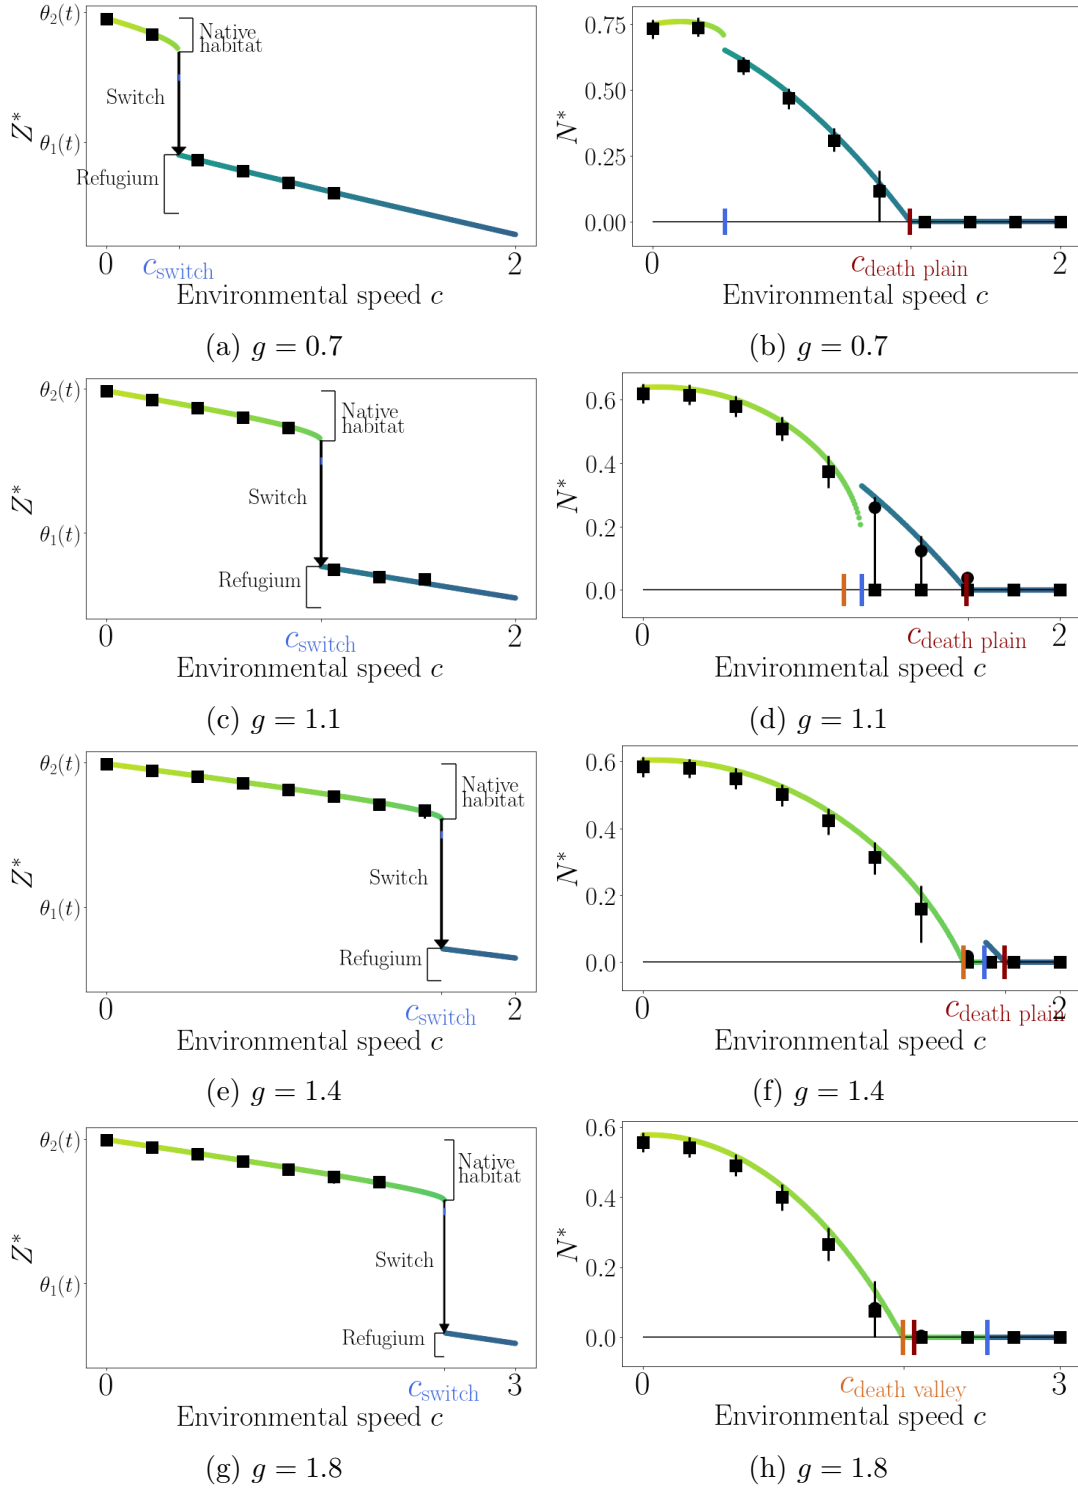 θ₂(t)
Native
habitat
Switch
Z*
θ₁(t)
Refugium
0
2
c_switch
Environmental speed c
(a) g = 0.7
0.75
0.50
N*
0.25
0.00
0
2
c_death plain
Environmental speed c
(b) g = 0.7
θ₂(t)
Native
habitat
Z*
Switch
θ₁(t)
Refugium
0
2
c_switch
Environmental speed c
(c) g = 1.1
0.6
0.4
N*
0.2
0.0
0
2
c_death plain
Environmental speed c
(d) g = 1.1
θ₂(t)
Native
habitat
Z*
Switch
θ₁(t)
Refugium
0
2
c_switch
Environmental speed c
(e) g = 1.4
0.6
0.4
N*
0.2
0.0
0
2
c_death plain
Environmental speed c
(f) g = 1.4
θ₂(t)
Native
habitat
Z*
Switch
θ₁(t)
Refugium
0
3
c_switch
Environmental speed c
(g) g = 1.8
0.6
0.4
N*
0.2
0.0
0
3
c_death valley
Environmental speed c
(h) g = 1.8